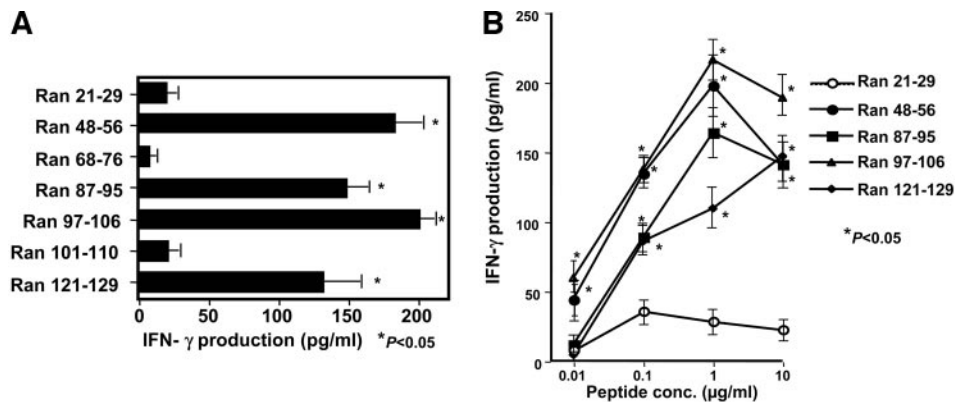 A
Ran 21-29
Ran 48-56
Ran 68-76
Ran 87-95
Ran 97-106
Ran 101-110
Ran 121-129
*
*
*
*
0 50 100 150 200
IFN- γ production (pg/ml) *P<0.05
B
IFN-γ production (pg/ml)
250
200
150
100
50
0
* * * * * * * * * * * * *
0.01 0.1 1 10
Peptide conc. (µg/ml)
Ran 21-29
Ran 48-56
Ran 87-95
Ran 97-106
Ran 121-129
*P<0.05